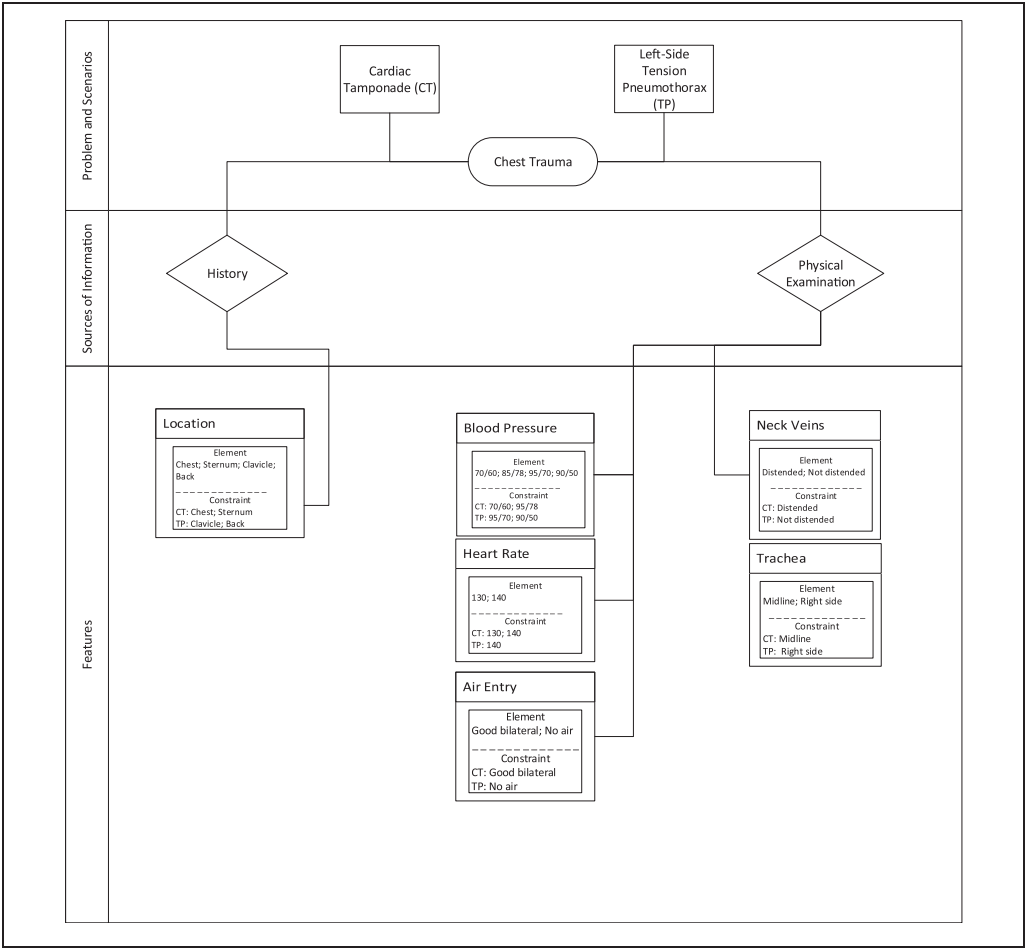 Problem and Scenarios
Cardiac
Tamponade (CT)
Left-Side
Tension
Pneumothorax
(TP)
Chest Trauma
Sources of Information
History
Physical
Examination
Features
Location
Element
Chest; Sternum; Clavicle;
Back
Constraint
CT: Chest; Sternum
TP: Clavicle; Back
Blood Pressure
Element
70/60; 85/78; 95/70; 90/50
Constraint
CT: 70/60; 95/78
TP: 95/70; 90/50
Heart Rate
Element
130; 140
Constraint
CT: 130; 140
TP: 140
Air Entry
Element
Good bilateral; No air
Constraint
CT: Good bilateral
TP: No air
Neck Veins
Element
Distended; Not distended
Constraint
CT: Distended
TP: Not distended
Trachea
Element
Midline; Right side
Constraint
CT: Midline
TP: Right side